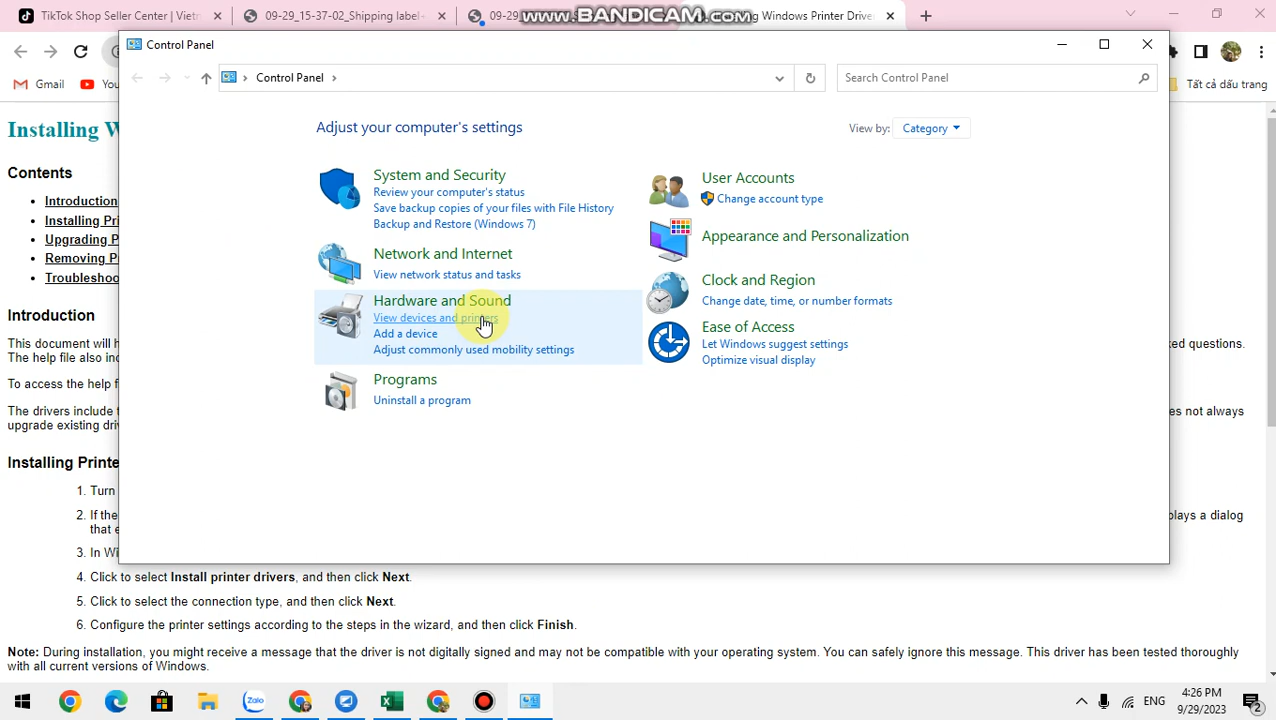 TikTok Shop Seller Center | Vietn
09-29_15-37-02_Shipping label+
09-29
www.BANDICAM.com
ng Windows Printer Drive
Control Panel
Gmail
You
Control Panel
Search Control Panel
Tất cả dấu trang
Adjust your computer's settings
View by: Category
System and Security
Review your computer's status
Save backup copies of your files with File History
Backup and Restore (Windows 7)
Network and Internet
View network status and tasks
Hardware and Sound
View devices and printers
Add a device
Adjust commonly used mobility settings
Programs
Uninstall a program
User Accounts
Change account type
Appearance and Personalization
Clock and Region
Change date, time, or number formats
Ease of Access
Let Windows suggest settings
Optimize visual display
Installing W
Contents
Introduction
Installing Pri
Upgrading P
Removing Pr
Troubleshoo
Introduction
This document will h
ked questions.
The help file also inc
To access the help f
The drivers include t
es not always
upgrade existing driv
Installing Printe
1. Turn
2. If the
plays a dialog
that e
3. In Wi
4. Click to select Install printer drivers, and then click Next.
5. Click to select the connection type, and then click Next.
6. Configure the printer settings according to the steps in the wizard, and then click Finish.
Note: During installation, you might receive a message that the driver is not digitally signed and may not be compatible with your operating system. You can safely ignore this message. This driver has been tested thoroughly
with all current versions of Windows.
Zalo
ENG
4:26 PM
9/29/2023
2